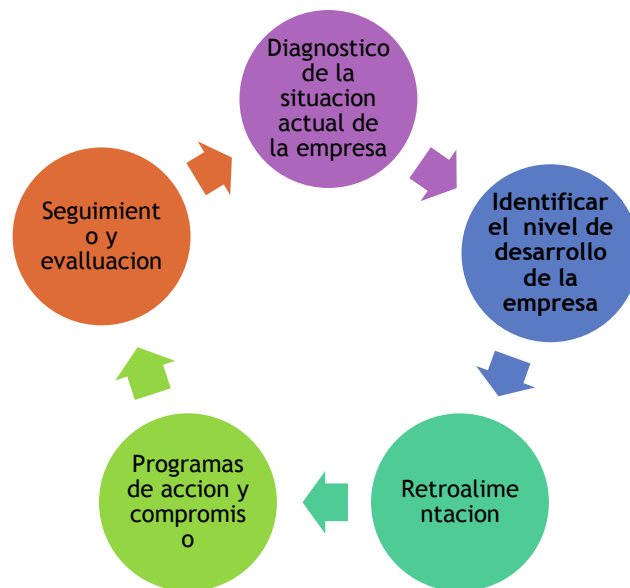 Diagnostico
de la
situacion
actual de
la empresa
Identificar
el nivel de
desarrollo
de la
empresa
Retroalime
ntacion
Programas
de accion y
compromis
o
Seguimient
o y
evalluacion